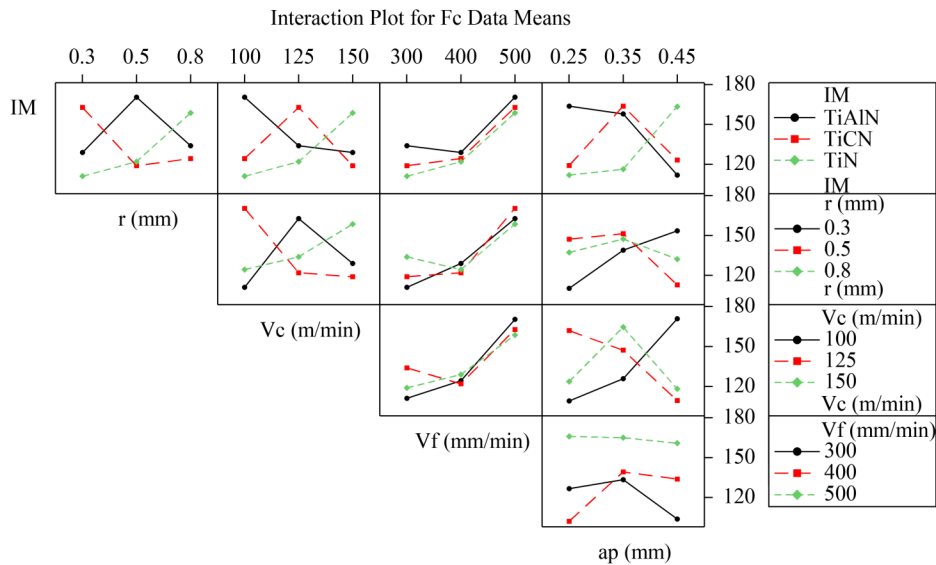 Interaction Plot for Fc Data Means
0.3 0.5 0.8 100 125 150 300 400 500 0.25 0.35 0.45
IM
180
150
120
IM
TiAlN
TiCN
TiN
IM
r (mm)
180
150
120
r (mm)
0.3
0.5
0.8
r (mm)
Vc (m/min)
180
150
120
Vc (m/min)
100
125
150
Vc (m/min)
Vf (mm/min)
180
150
120
Vf (mm/min)
300
400
500
ap (mm)